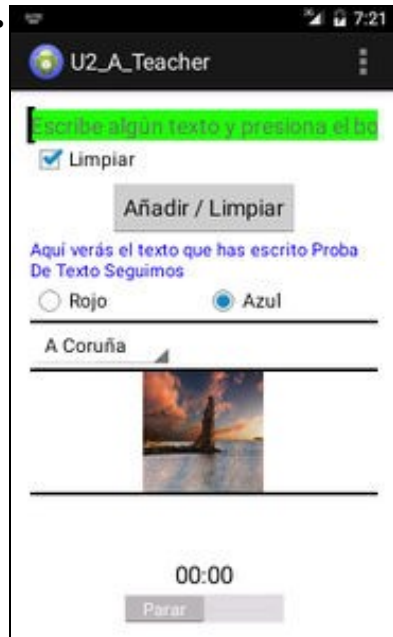 7:21
U2_A_Teacher
Escribe algún texto y presiona el bo
Limpiar
Añadir / Limpiar
Aquí verás el texto que has escrito Proba
De Texto Seguimos
Rojo Azul
A Coruña
00:00
Parar